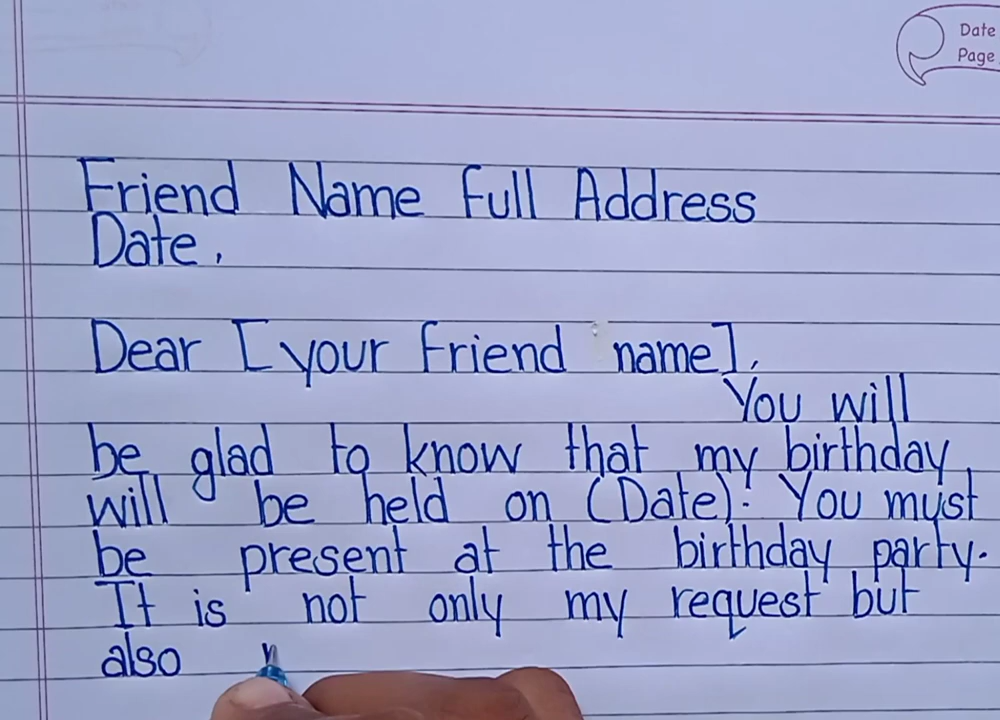 Date
Page
Friend Name Full Address
Date,
Dear [your Friend name],
You will
be glad to know that my birthday
will be held on (Date). You must
be present at the birthday party.
It is not only my request but
also